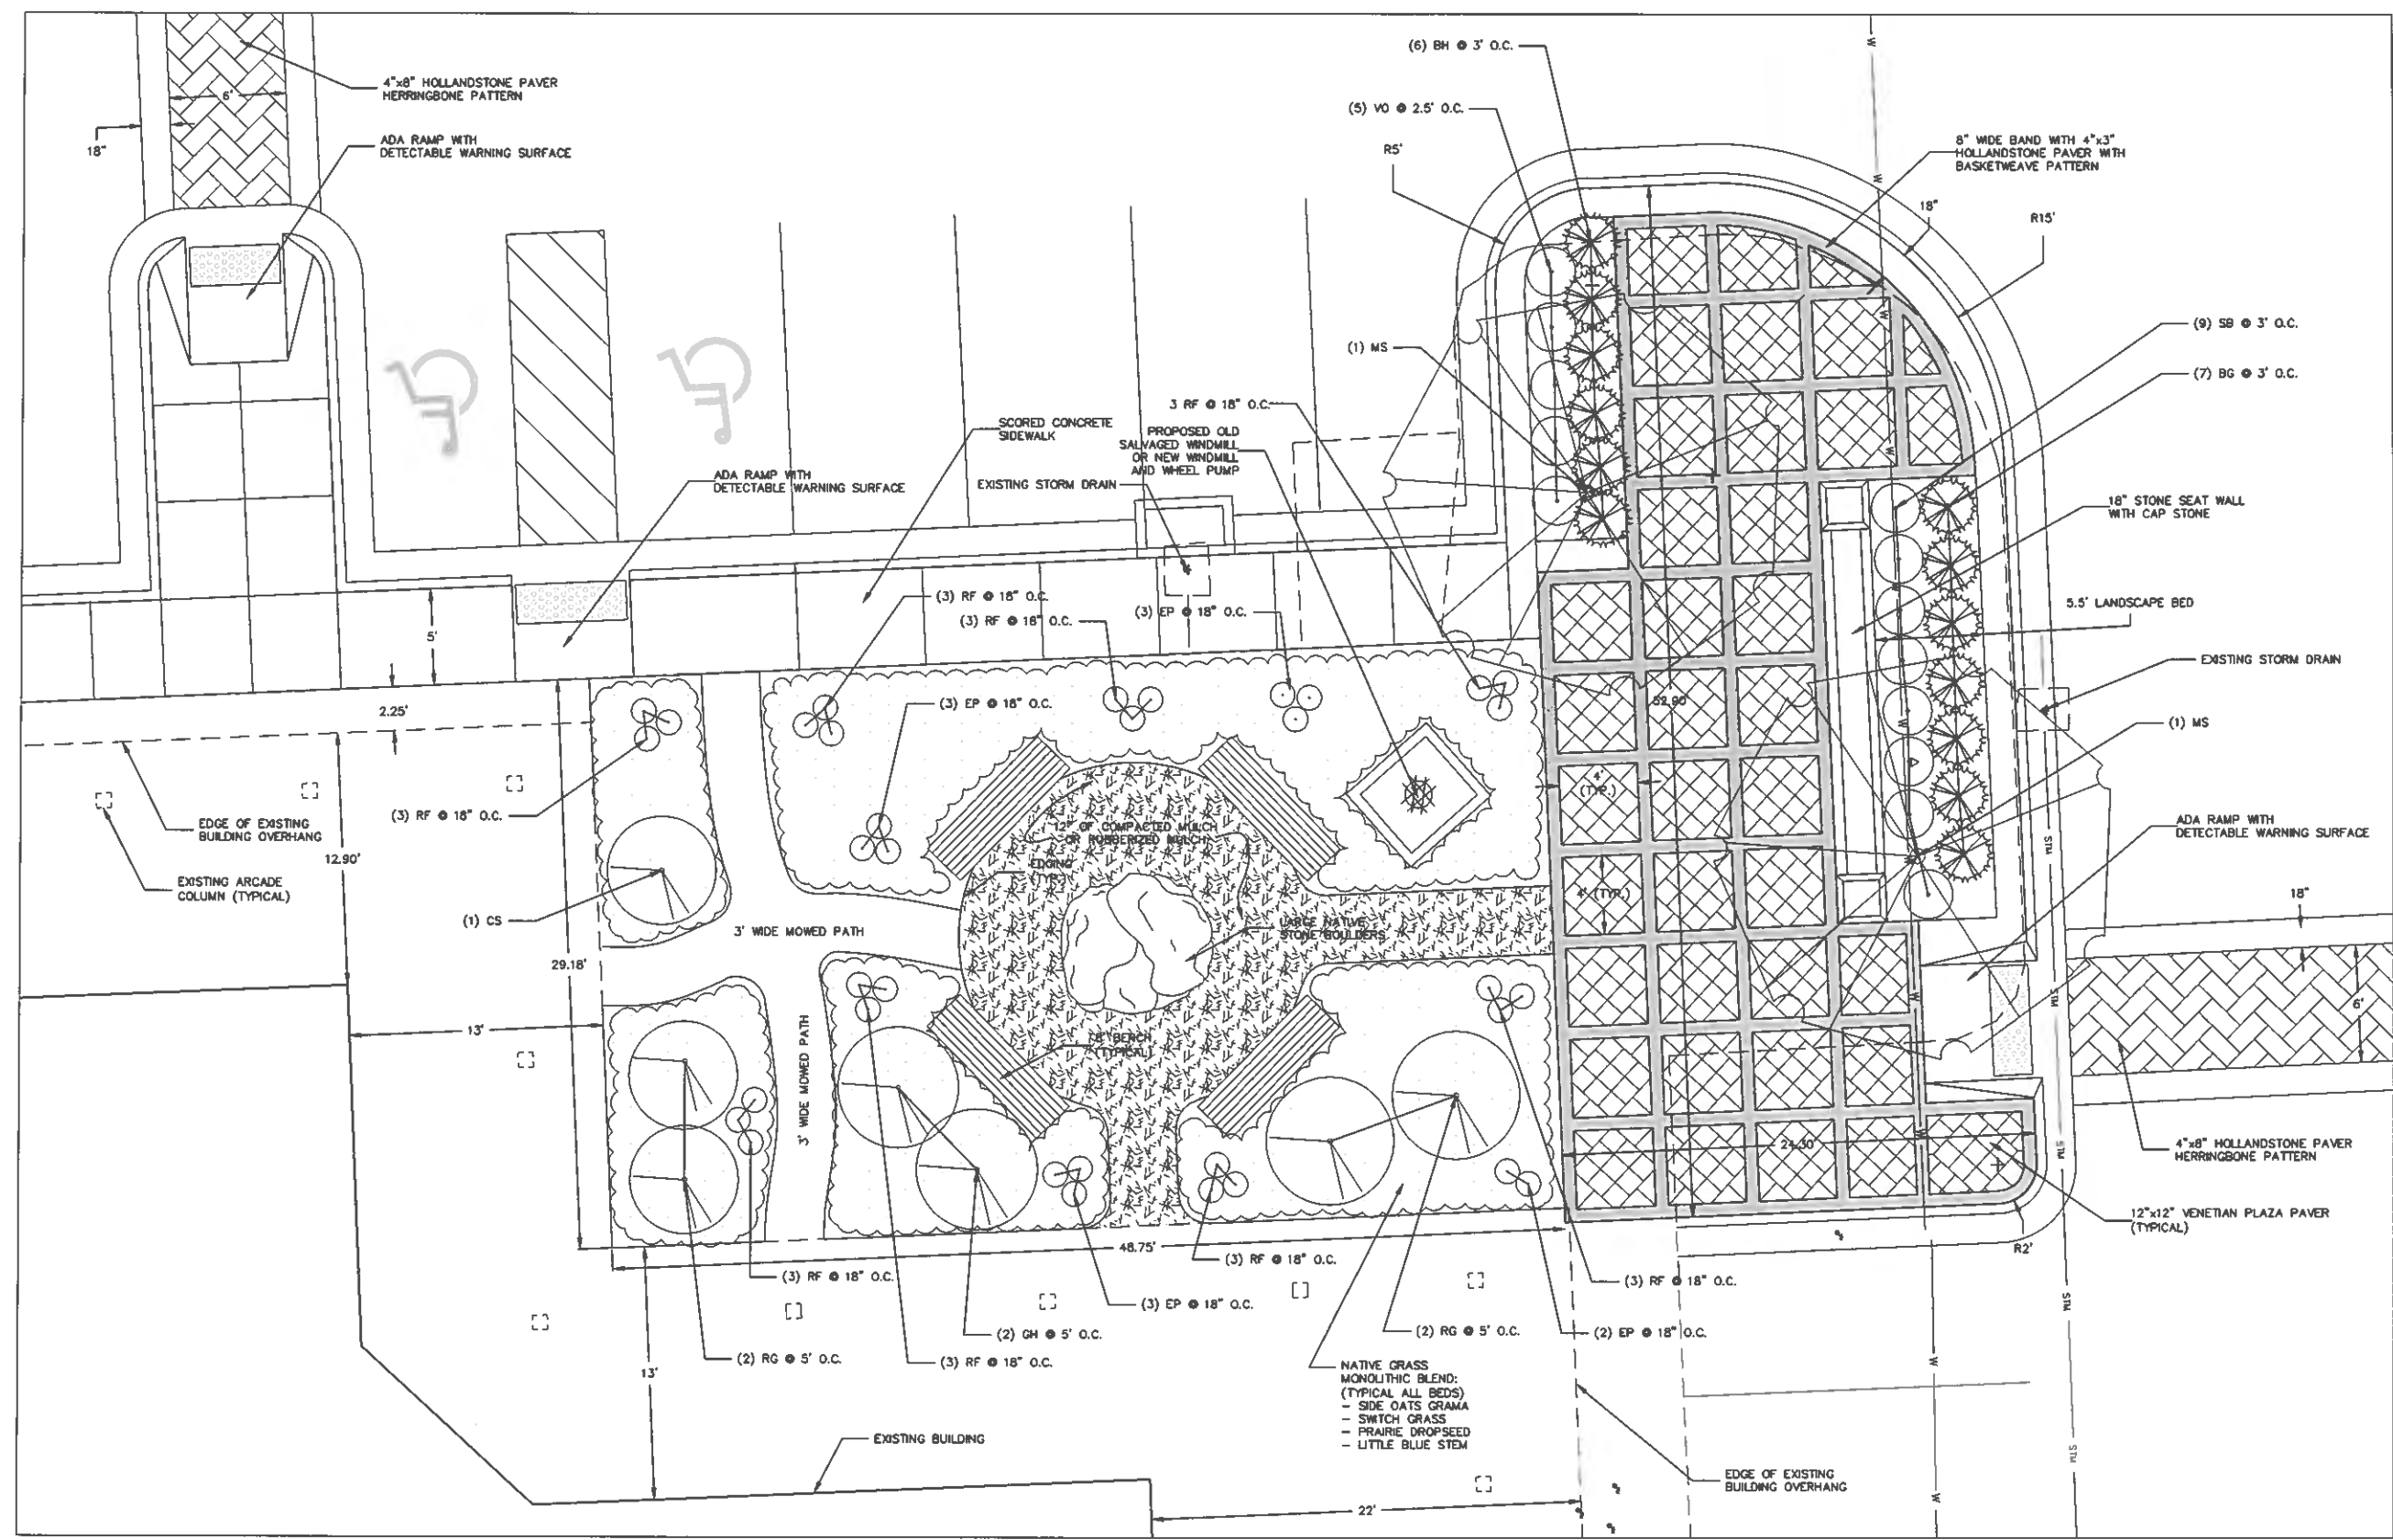 (6) BH @ 3' O.C.
4"x8" HOLLANDSTONE PAVER
HERRINGBONE PATTERN
6'
18"
(5) VO @ 2.5' O.C.
ADA RAMP WITH
DETECTABLE WARNING SURFACE
R5'
8" WIDE BAND WITH 4"x3"
HOLLANDSTONE PAVER WITH
BASKETWEAVE PATTERN
18"
R15'
W
W
W
(9) SB @ 3' O.C.
(1) MS
(7) BG @ 3' O.C.
3 RF @ 18" O.C.
SCORED CONCRETE
SIDEWALK
PROPOSED OLD
SALVAGED WINDMILL
OR NEW WINDMILL
AND WHEEL PUMP
W
ADA RAMP WITH
DETECTABLE WARNING SURFACE
EXISTING STORM DRAIN
18" STONE SEAT WALL
WITH CAP STONE
(3) RF @ 18" O.C.
(3) RF @ 18" O.C.
(3) EP @ 18" O.C.
5.5' LANDSCAPE BED
W
5'
EXISTING STORM DRAIN
2.25'
(3) EP @ 18" O.C.
52.90'
W
(1) MS
4'
(TYP.)
(3) RF @ 18" O.C.
EDGE OF EXISTING
BUILDING OVERHANG
12.90'
12" OF COMPACTED MULCH
OR RUBBERIZED MULCH
EDGING
(TYP.)
ADA RAMP WITH
DETECTABLE WARNING SURFACE
STM
W
EXISTING ARCADE
COLUMN (TYPICAL)
4' (TYP.)
18"
(1) CS
3' WIDE MOWED PATH
LARGE NATIVE
STONE BOULDERS
29.18'
W
STM
6'
13'
3' WIDE MOWED PATH
8' BENCH
(TYPICAL)
24.30'
W
STM
4"x8" HOLLANDSTONE PAVER
HERRINGBONE PATTERN
12"x12" VENETIAN PLAZA PAVER
(TYPICAL)
48.75'
R2'
(3) RF @ 18" O.C.
(3) RF @ 18" O.C.
(3) RF @ 18" O.C.
(3) EP @ 18" O.C.
STM
(2) GH @ 5' O.C.
(2) RG @ 5' O.C.
(2) EP @ 18" O.C.
(2) RG @ 5' O.C.
(3) RF @ 18" O.C.
W
13'
NATIVE GRASS
MONOLITHIC BLEND:
(TYPICAL ALL BEDS)
- SIDE OATS GRAMA
- SWITCH GRASS
- PRAIRIE DROPSEED
- LITTLE BLUE STEM
EXISTING BUILDING
STM
EDGE OF EXISTING
BUILDING OVERHANG
W
22'